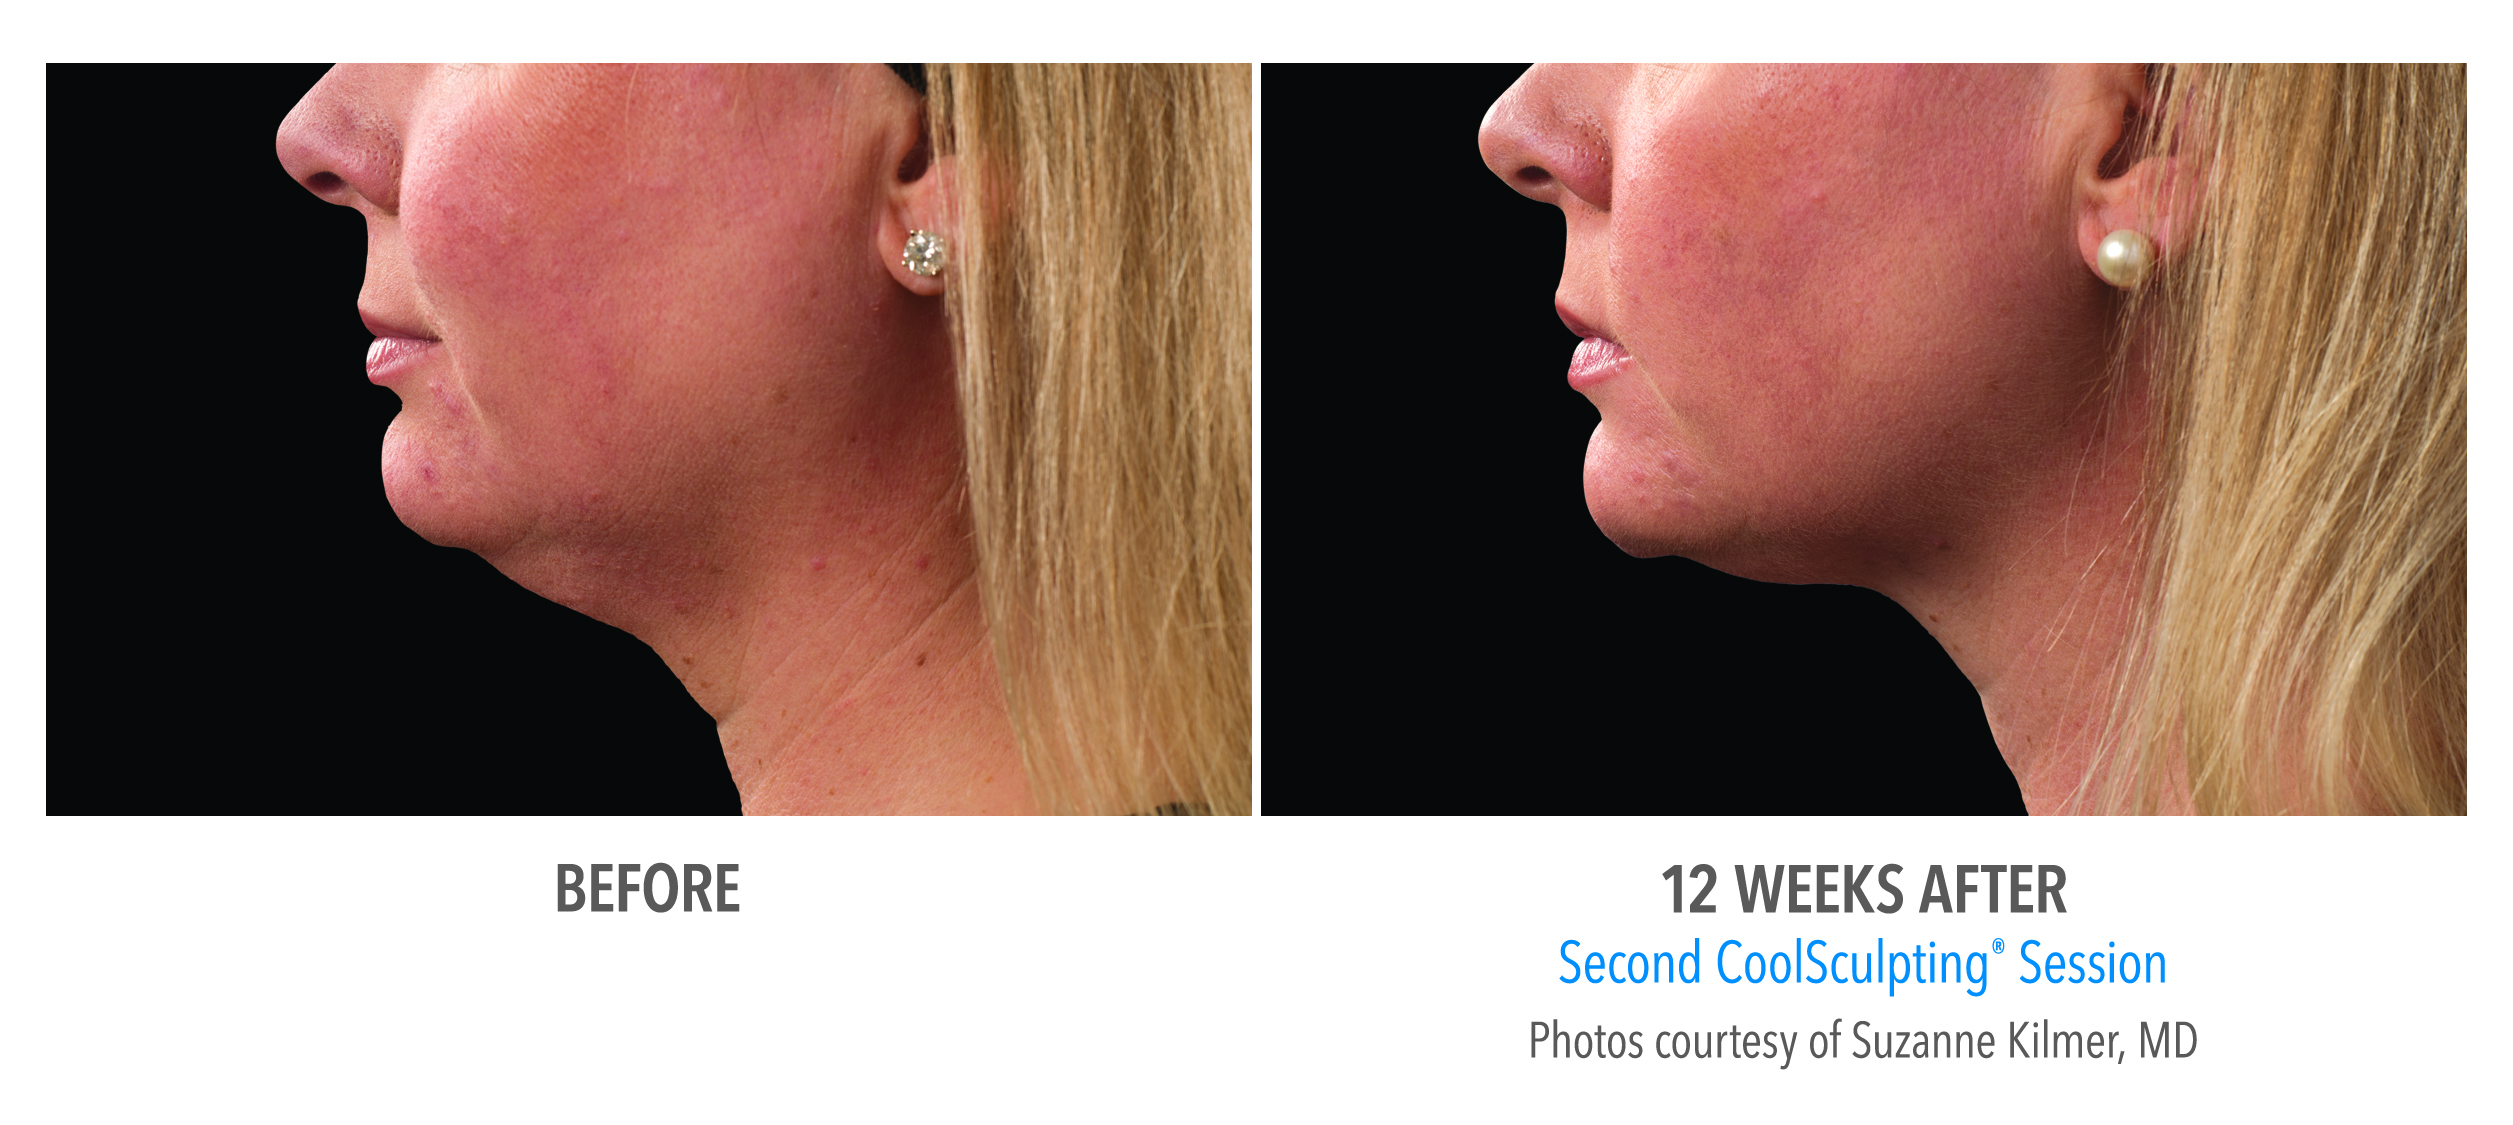 BEFORE
12 WEEKS AFTER
Second CoolSculpting® Session
Photos courtesy of Suzanne Kilmer, MD